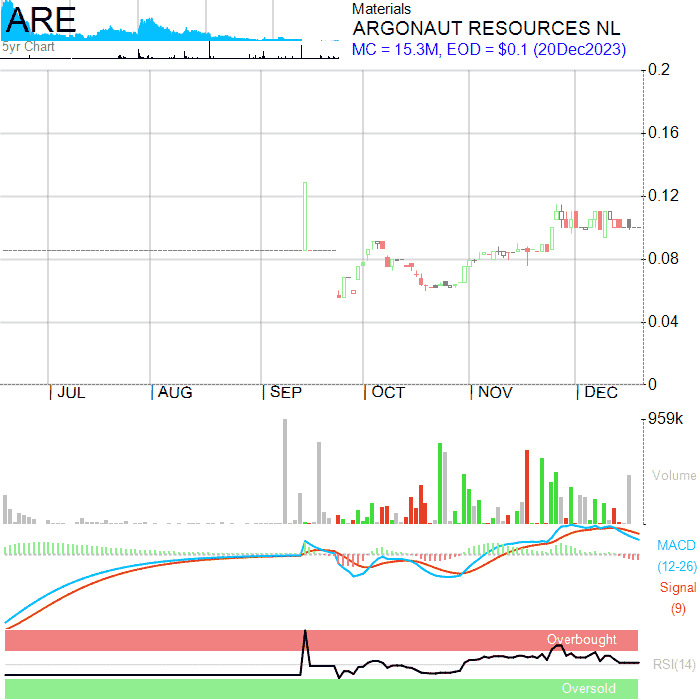 ARE
5yr Chart
Materials
ARGONAUT RESOURCES NL
MC = 15.3M, EOD = $0.1 (20Dec2023)
0.2
0.16
0.12
0.08
0.04
0
JUL
AUG
SEP
OCT
NOV
DEC
959k
Volume
MACD
(12-26)
Signal
(9)
Overbought
RSI(14)
Oversold